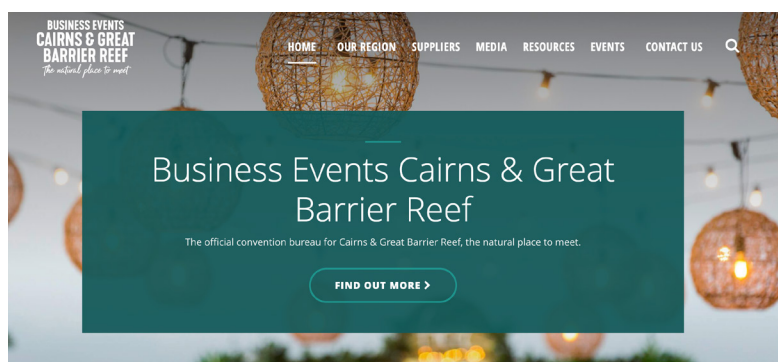 BUSINESS EVENTS
CAIRNS & GREAT
BARRIER REEF
The natural place to meet
HOME OUR REGION SUPPLIERS MEDIA RESOURCES EVENTS CONTACT US
Business Events Cairns & Great
Barrier Reef
The official convention bureau for Cairns & Great Barrier Reef, the natural place to meet.
FIND OUT MORE >